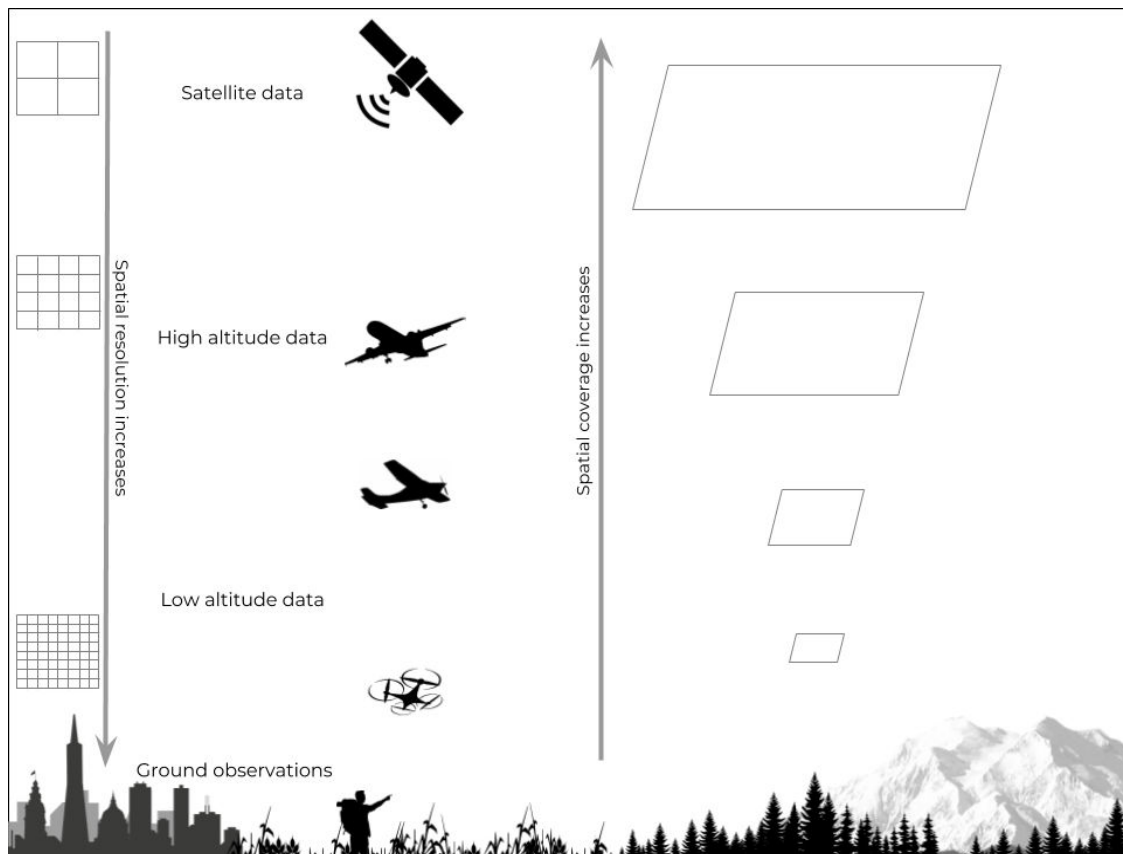 Satellite data
Spatial resolution increases
High altitude data
Spatial coverage increases
Low altitude data
Ground observations